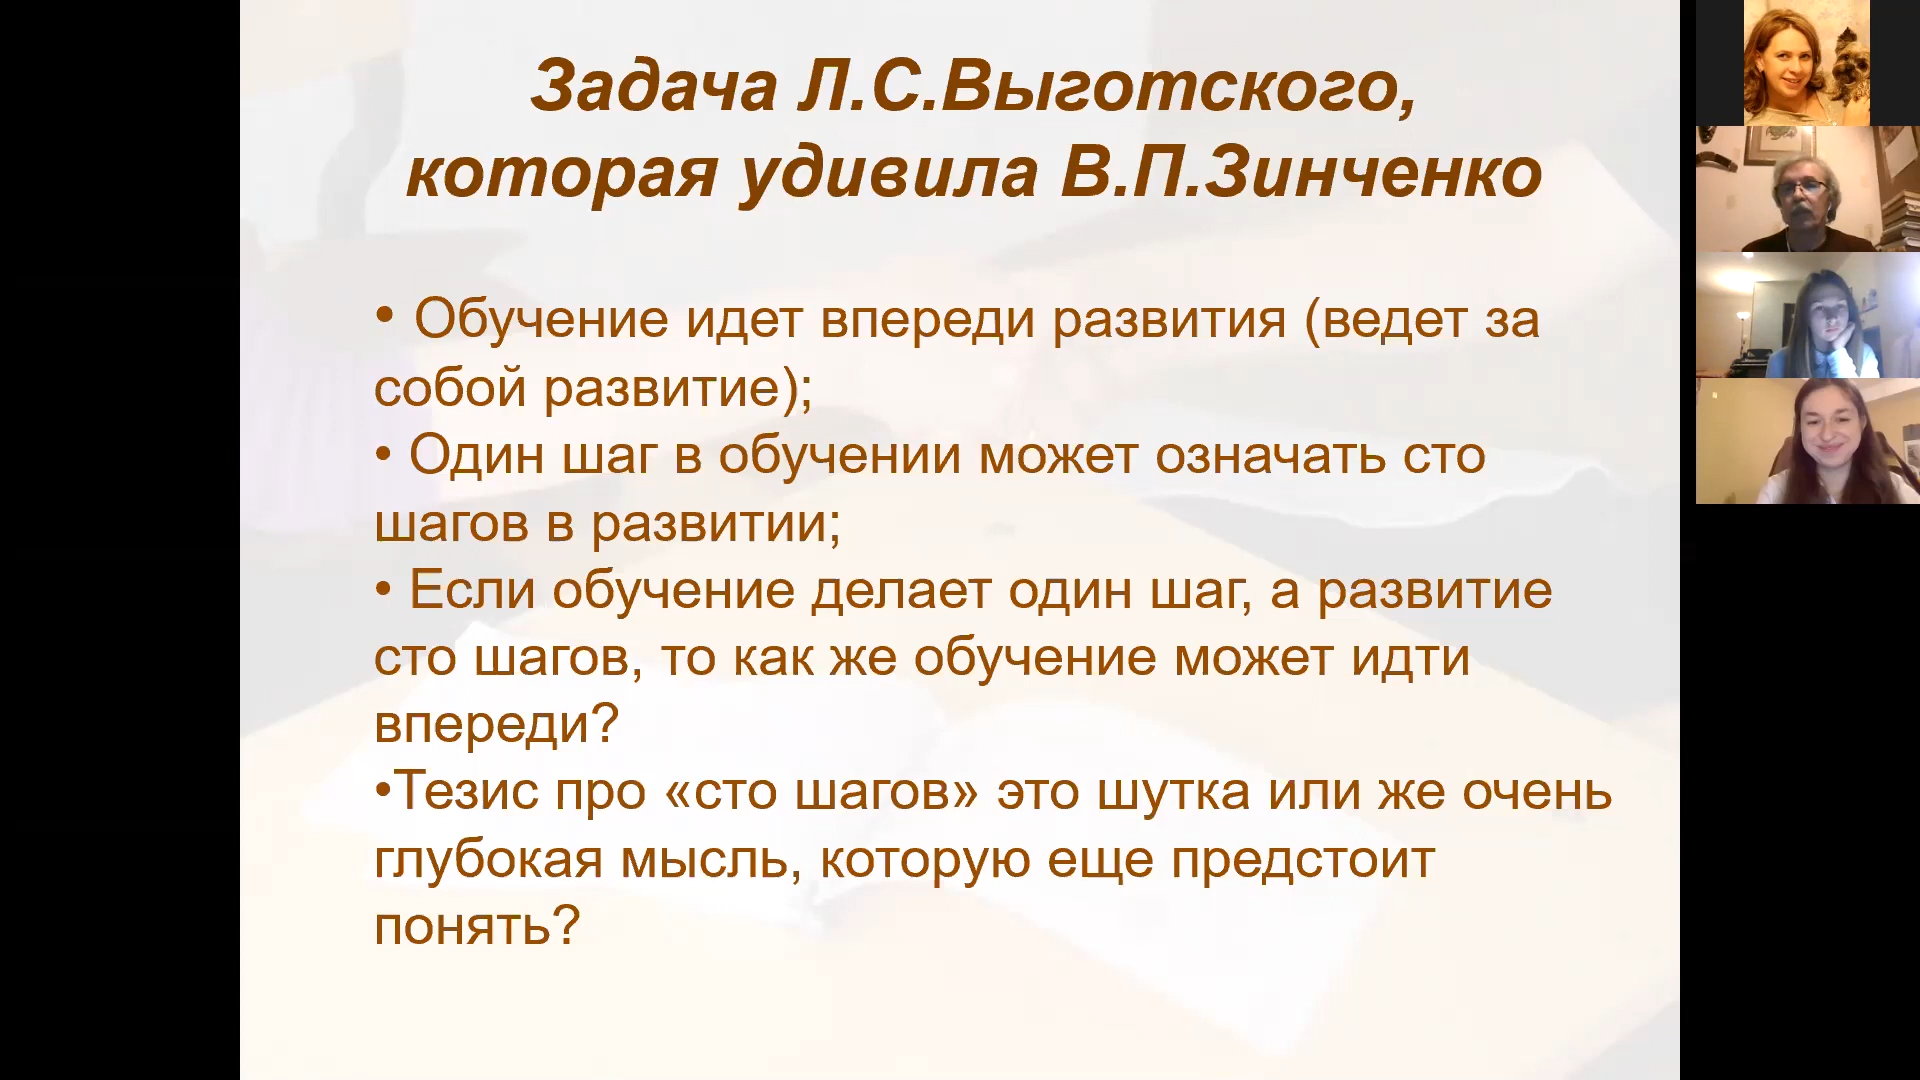 Задача Л.С.Выготского,
которая удивила В.П.Зинченко
• Обучение идет впереди развития (ведет за
собой развитие);
• Один шаг в обучении может означать сто
шагов в развитии;
• Если обучение делает один шаг, а развитие
сто шагов, то как же обучение может идти
впереди?
•Тезис про «сто шагов» это шутка или же очень
глубокая мысль, которую еще предстоит
понять?